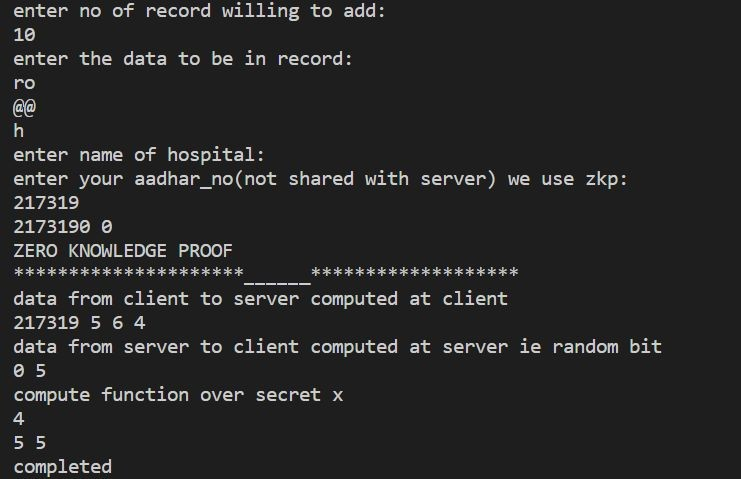 enter no of record willing to add:
10
enter the data to be in record:
ro
@@
h
enter name of hospital:
enter your aadhar_no(not shared with server) we use zkp:
217319
2173190 0
ZERO KNOWLEDGE PROOF
*********************______*******************
data from client to server computed at client
217319 5 6 4
data from server to client computed at server ie random bit
0 5
compute function over secret x
4
5 5
completed